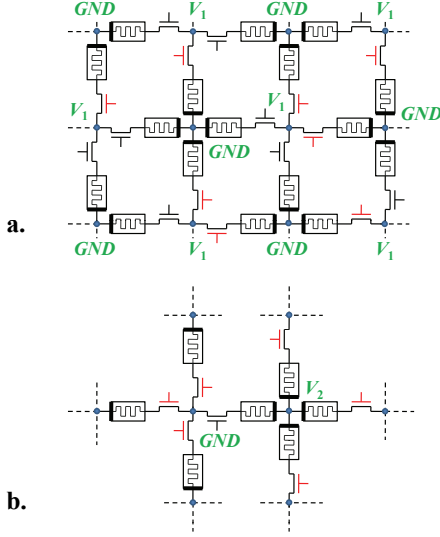 GND V1 GND V1
V1 V1 GND
GND
a.
GND V1 GND V1
V2
GND
b.